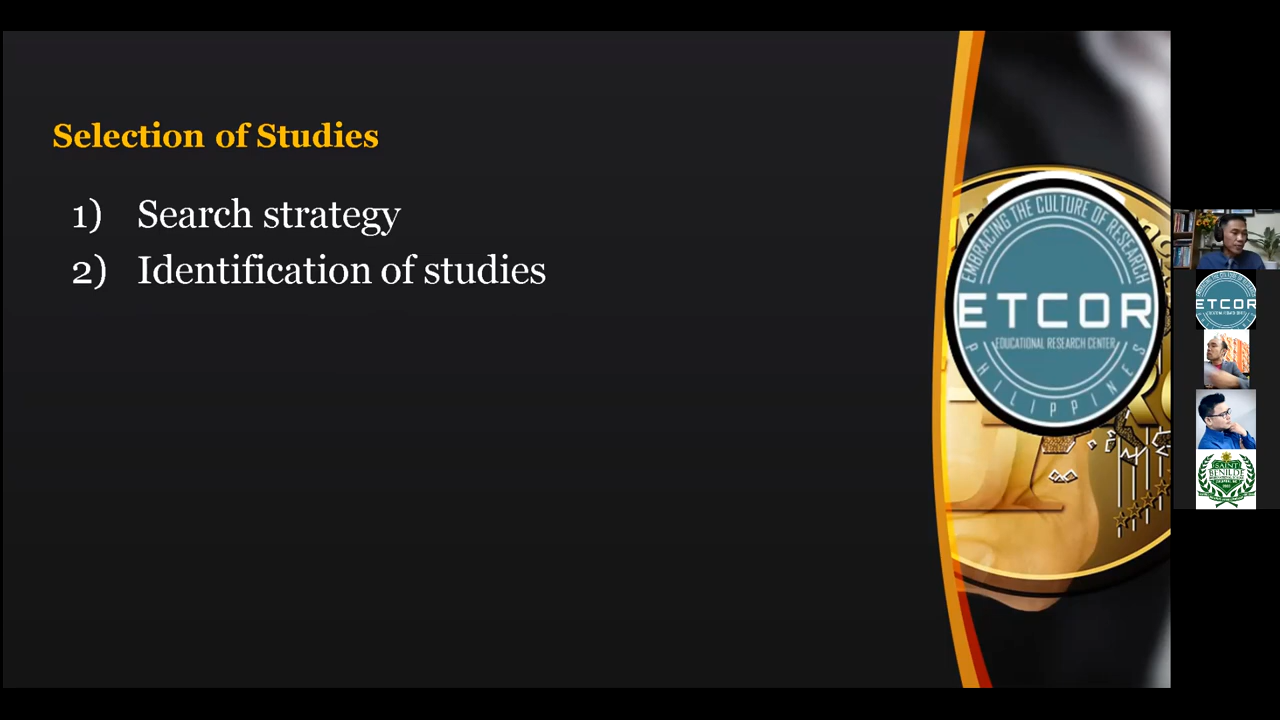 Selection of Studies
1) Search strategy
2) Identification of studies
EMBRACING THE CULTURE OF RESEARCH
ETCOR
EDUCATIONAL RESEARCH CENTER
PHILIPPINES
ETCOR
SAINT